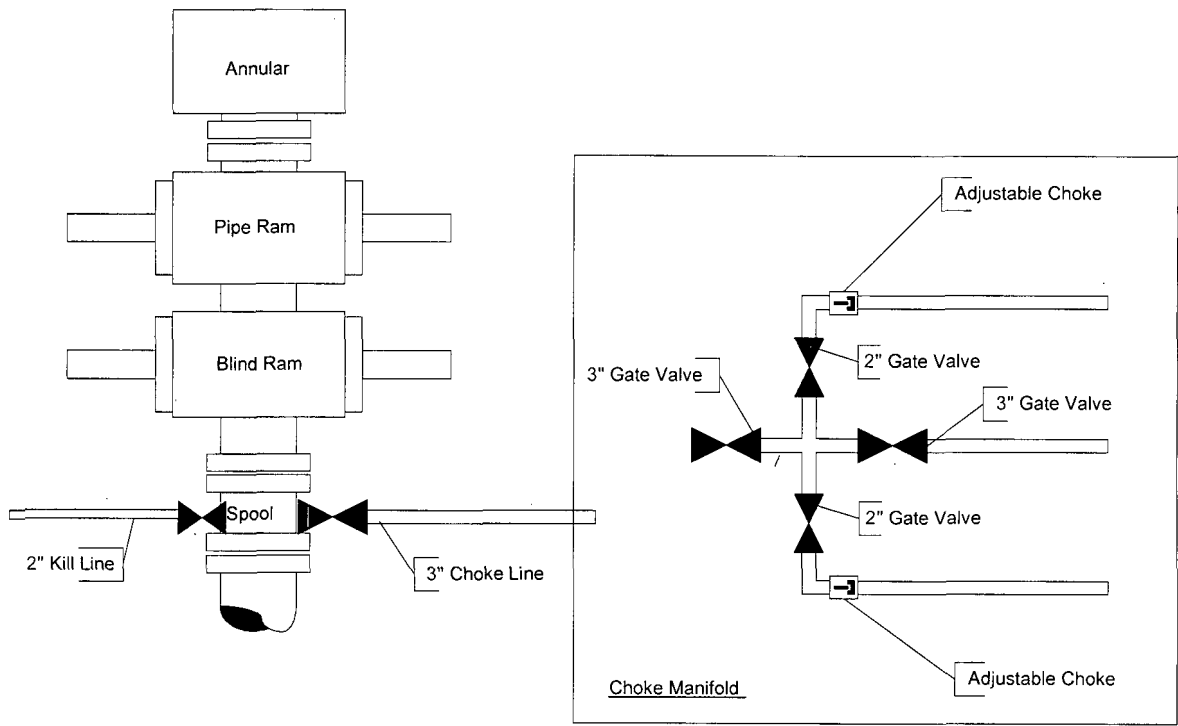 Annular
Pipe Ram
Blind Ram
Spool
2" Kill Line
3" Choke Line
Adjustable Choke
2" Gate Valve
3" Gate Valve
3" Gate Valve
2" Gate Valve
Adjustable Choke
Choke Manifold